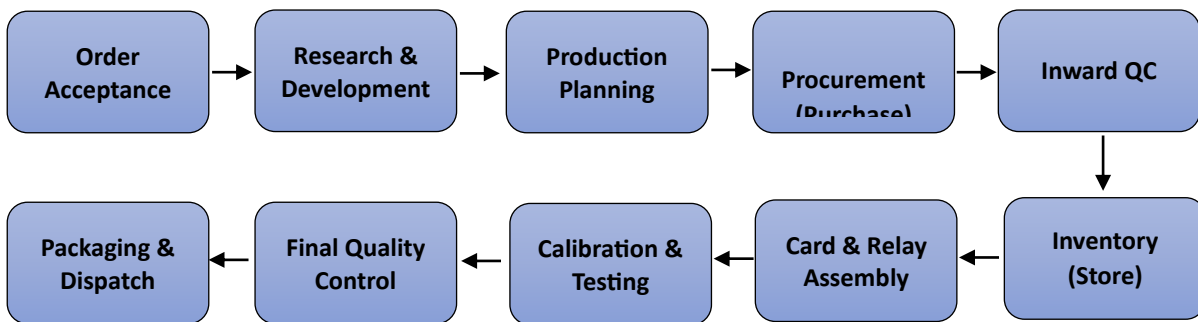 Order
Acceptance
Research &
Development
Production
Planning
Procurement
(Purchase)
Inward QC
Inventory
(Store)
Card & Relay
Assembly
Calibration &
Testing
Final Quality
Control
Packaging &
Dispatch